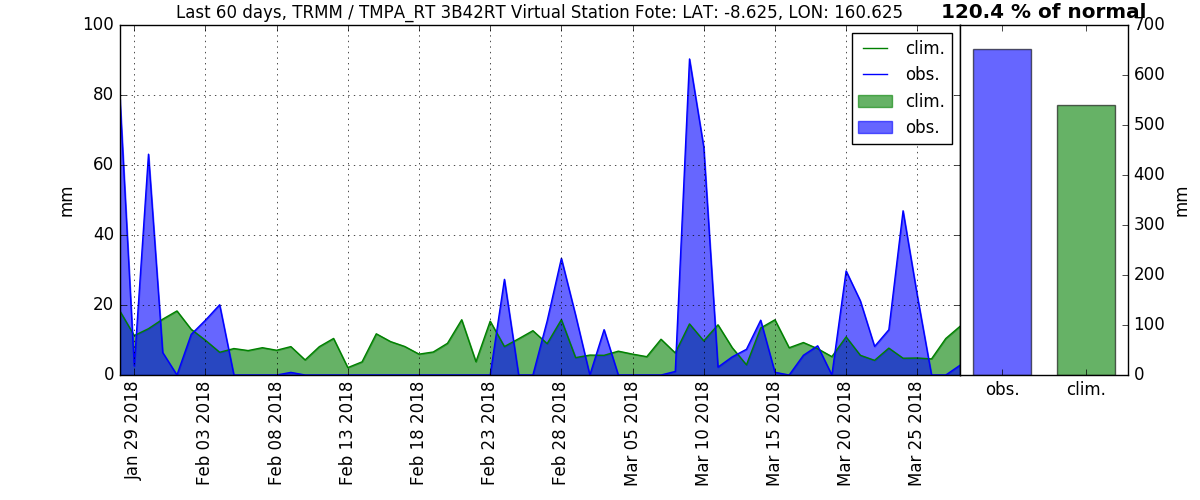 Last 60 days, TRMM / TMPA_RT 3B42RT Virtual Station Fote: LAT: -8.625, LON: 160.625
120.4 % of normal
mm
100
80
60
40
20
0
clim.
obs.
clim.
obs.
700
600
500
400
300
200
100
0
mm
obs.
clim.
Jan 29 2018
Feb 03 2018
Feb 08 2018
Feb 13 2018
Feb 18 2018
Feb 23 2018
Feb 28 2018
Mar 05 2018
Mar 10 2018
Mar 15 2018
Mar 20 2018
Mar 25 2018